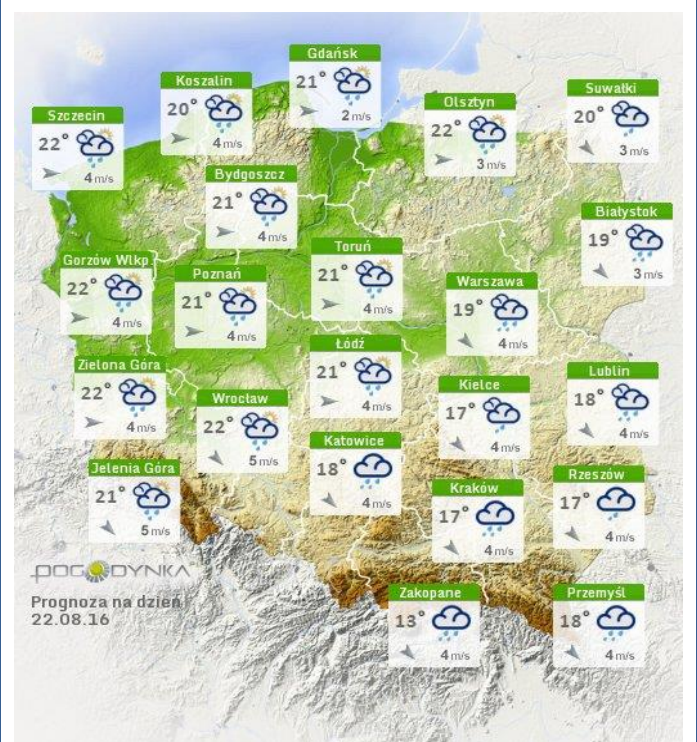 Gdańsk
21°
2 m/s
Koszalin
20°
4 m/s
Suwałki
20°
3 m/s
Olsztyn
22°
3 m/s
Szczecin
22°
4 m/s
Bydgoszcz
21°
4 m/s
Białystok
19°
3 m/s
Toruń
21°
4 m/s
Gorzów Wlkp
22°
4 m/s
Poznań
21°
4 m/s
Warszawa
19°
4 m/s
Łódź
21°
4 m/s
Zielona Góra
22°
4 m/s
Lublin
18°
4 m/s
Kielce
17°
4 m/s
Wrocław
22°
5 m/s
Katowice
18°
4 m/s
Jelenia Góra
21°
5 m/s
Rzeszów
17°
4 m/s
Kraków
17°
4 m/s
POGODYNKA
Prognoza na dzień
22.08.16
Zakopane
13°
4 m/s
Przemyśl
18°
4 m/s